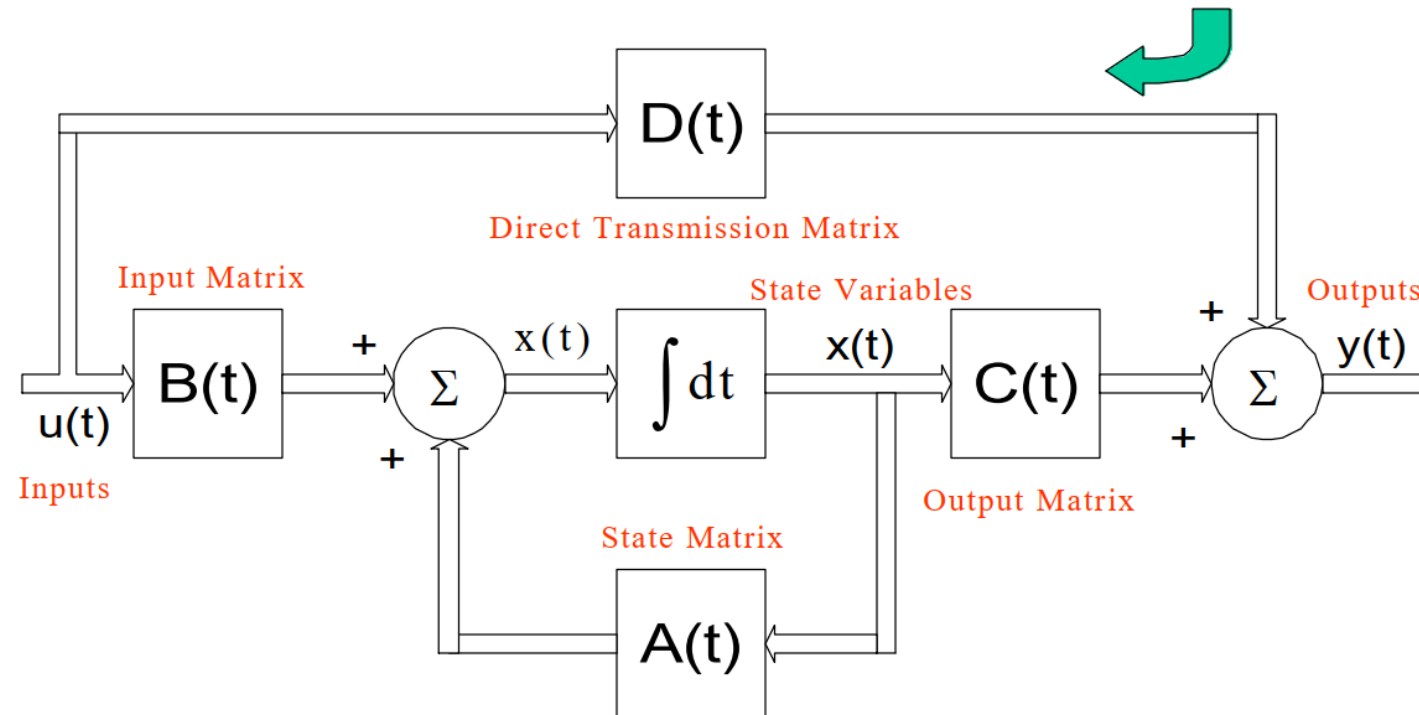 D(t)
Direct Transmission Matrix
Input Matrix
State Variables
Outputs
+
x(t)
∫dt
x(t)
+
y(t)
B(t)
Σ
C(t)
Σ
u(t)
+
+
Inputs
Output Matrix
State Matrix
A(t)